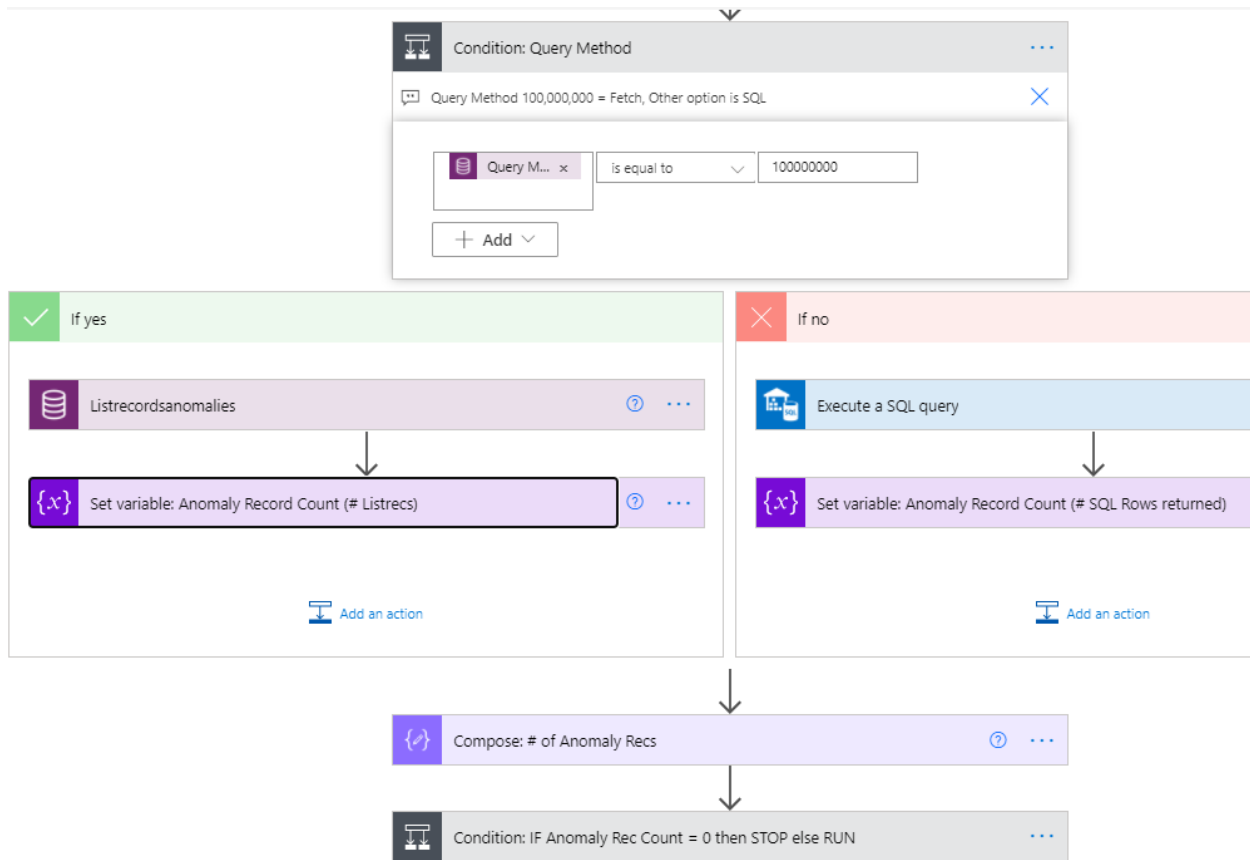 Condition: Query Method
Query Method 100,000,000 = Fetch, Other option is SQL
Query M... × is equal to 100000000
+ Add
If yes
If no
Listrecordsanomalies
SQL Execute a SQL query
{x} Set variable: Anomaly Record Count (# Listrecs)
{x} Set variable: Anomaly Record Count (# SQL Rows returned)
Add an action
Add an action
Compose: # of Anomaly Recs
Condition: IF Anomaly Rec Count = 0 then STOP else RUN